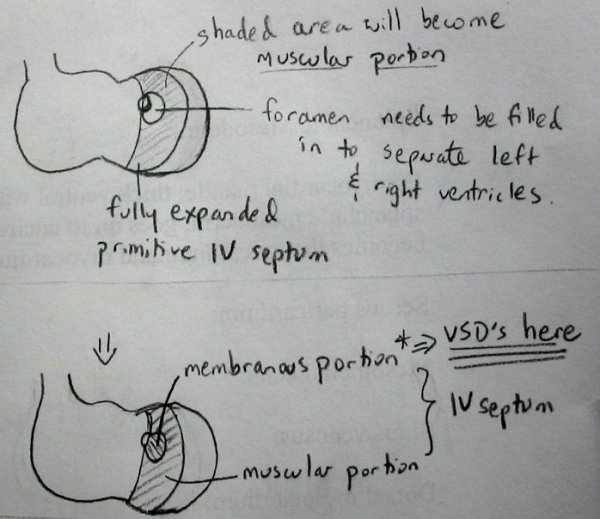 shaded area will become
muscular portion
foramen needs to be filled
in to separate left
& right ventricles.
fully expanded
primitive IV septum
membranous portion * ⇒ VSD's here
IV septum
muscular portion